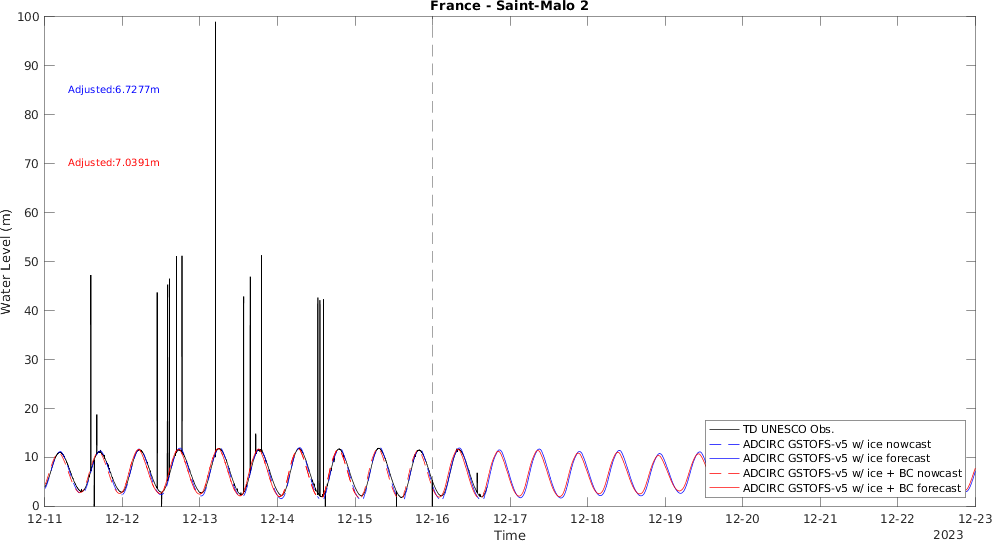 France - Saint-Malo 2
100
90
80
70
60
50
40
30
20
10
0
Water Level (m)
Adjusted:6.7277m
Adjusted:7.0391m
TD UNESCO Obs.
ADCIRC GSTOFS-v5 w/ ice nowcast
ADCIRC GSTOFS-v5 w/ ice forecast
ADCIRC GSTOFS-v5 w/ ice + BC nowcast
ADCIRC GSTOFS-v5 w/ ice + BC forecast
12-11 12-12 12-13 12-14 12-15 12-16 12-17 12-18 12-19 12-20 12-21 12-22 12-23
Time
2023